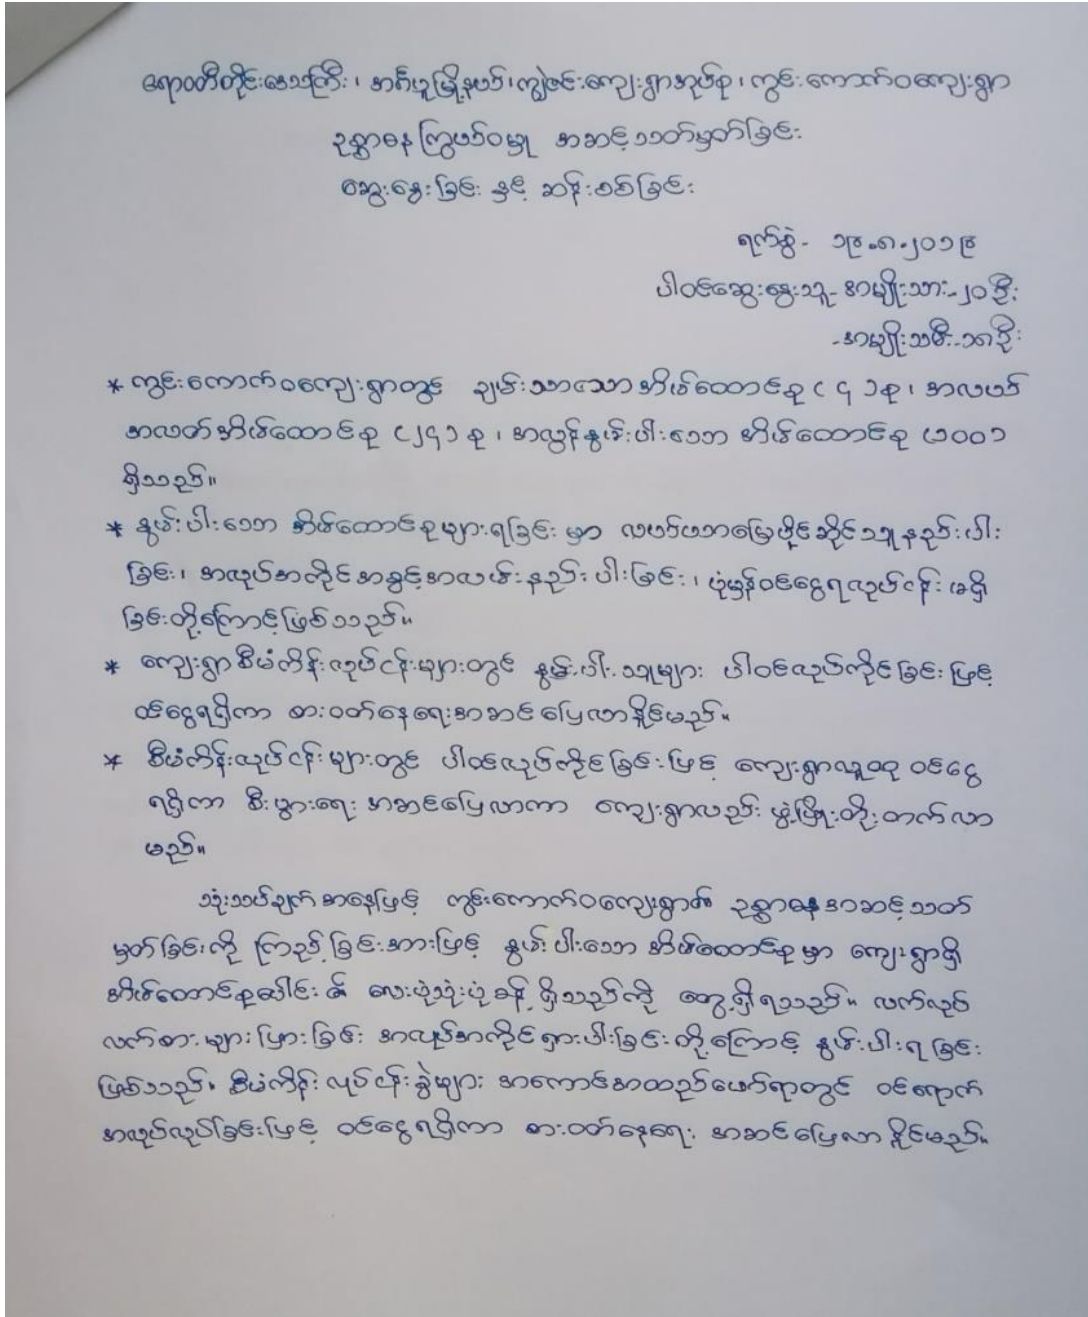 ဧရာဝတီတိုင်းဒေသကြီး၊ အင်္ဂပူမြို့နယ်၊ ကျွဲဇင်းကျေးရွာအုပ်စု၊ ကွင်းကောက်ဝကျေးရွာ
ဥစ္စာဓနကြွယ်ဝမှု အဆင့်သတ်မှတ်ခြင်း
ဆွေးနွေးခြင်း နှင့် ဆန်းစစ်ခြင်း
ရက်စွဲ - ၁၉.၈.၂၀၁၉
ပါဝင်ဆွေးနွေးသူ - အမျိုးသား - ၂၀ ဦး
- အမျိုးသမီး - ဦး
* ကွင်းကောက်ဝကျေးရွာတွင် ချမ်းသာသောအိမ်ထောင်စု ( ၄ ) စု၊ အလယ်
အလတ်အိမ်ထောင်စု (၂၄) စု၊ အလွန်နွမ်းပါးသော အိမ်ထောင်စု (၁၀၀)
ရှိသည်။
* နွမ်းပါးသော အိမ်ထောင်စုများရခြင်း မှာ လယ်ယာမြေပိုင်ဆိုင်သူနည်းပါး
ခြင်း၊ အလုပ်အကိုင်အခွင့်အလမ်းနည်းပါးခြင်း၊ ပုံမှန်ဝင်ငွေရလုပ်ငန်း မရှိ
ခြင်းတို့ကြောင့်ဖြစ်သည်။
* ကျေးရွာစီမံကိန်းလုပ်ငန်းများတွင် နွမ်းပါးသူများ ပါဝင်လုပ်ကိုင်ခြင်းဖြင့်
ဝင်ငွေရရှိကာ စားဝတ်နေရေးအဆင်ပြေလာနိုင်မည်။
* စီမံကိန်းလုပ်ငန်းများတွင် ပါဝင်လုပ်ကိုင်ခြင်းဖြင့် ကျေးရွာလူထု ဝင်ငွေ
ရရှိကာ စီးပွားရေး အဆင်ပြေလာကာ ကျေးရွာလည်း ဖွံ့ဖြိုးတိုးတက်လာ
မည်။
သုံးသပ်ချက်အနေဖြင့် ကွင်းကောက်ဝကျေးရွာ၏ ဥစ္စာဓနအဆင့်သတ်
မှတ်ခြင်းကို ကြည့်ခြင်းအားဖြင့် နွမ်းပါးသော အိမ်ထောင်စုမှာ ကျေးရွာရှိ
အိမ်ထောင်စုပေါင်း၏ လေးပုံသုံးပုံခန့် ရှိသည်ကို တွေ့ရှိရသည်။ လက်လုပ်
လက်စားများပြားခြင်း အလုပ်အကိုင်ရှားပါးခြင်းတို့ကြောင့် နွမ်းပါးရခြင်း
ဖြစ်သည်။ စီမံကိန်းလုပ်ငန်းခွဲများ အကောင်အထည်ဖော်ရာတွင် ဝင်ရောက်
အလုပ်လုပ်ခြင်းဖြင့် ဝင်ငွေရရှိကာ စားဝတ်နေရေး အဆင်ပြေလာနိုင်မည်။